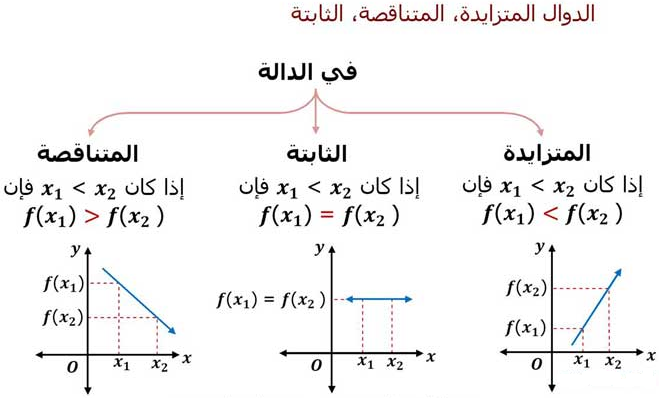 الدوال المتزايدة، المتناقصة، الثابتة
في الدالة
المتزايدة
إذا كان x₁ < x₂ فإن
f(x₁) < f(x₂ )
y
f(x₂)
f(x₁)
O x₁ x₂ x
الثابتة
إذا كان x₁ < x₂ فإن
f(x₁) = f(x₂ )
y
f(x₁) = f(x₂ )
O x₁ x₂ x
المتناقصة
إذا كان x₁ < x₂ فإن
f(x₁) > f(x₂ )
y
f(x₁)
f(x₂)
O x₁ x₂ x